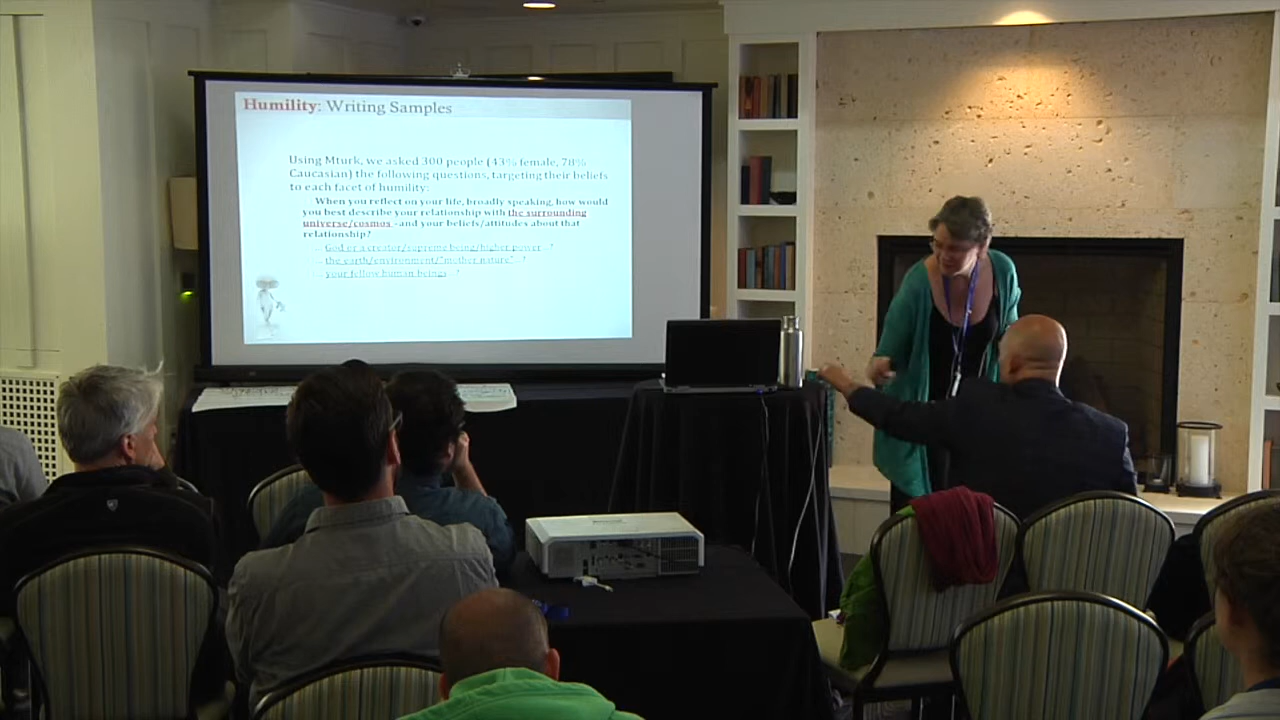 Humility: Writing Samples
Using Mturk, we asked 300 people (43% female, 78%
Caucasian) the following questions, targeting their beliefs
to each facet of humility:
When you reflect on your life, broadly speaking, how would
you best describe your relationship with the surrounding
universe/cosmos -and your beliefs/attitudes about that
relationship?
— God or a creator/supreme being/higher power...?
— the earth/environment/"mother nature"...?
— your fellow human beings...?